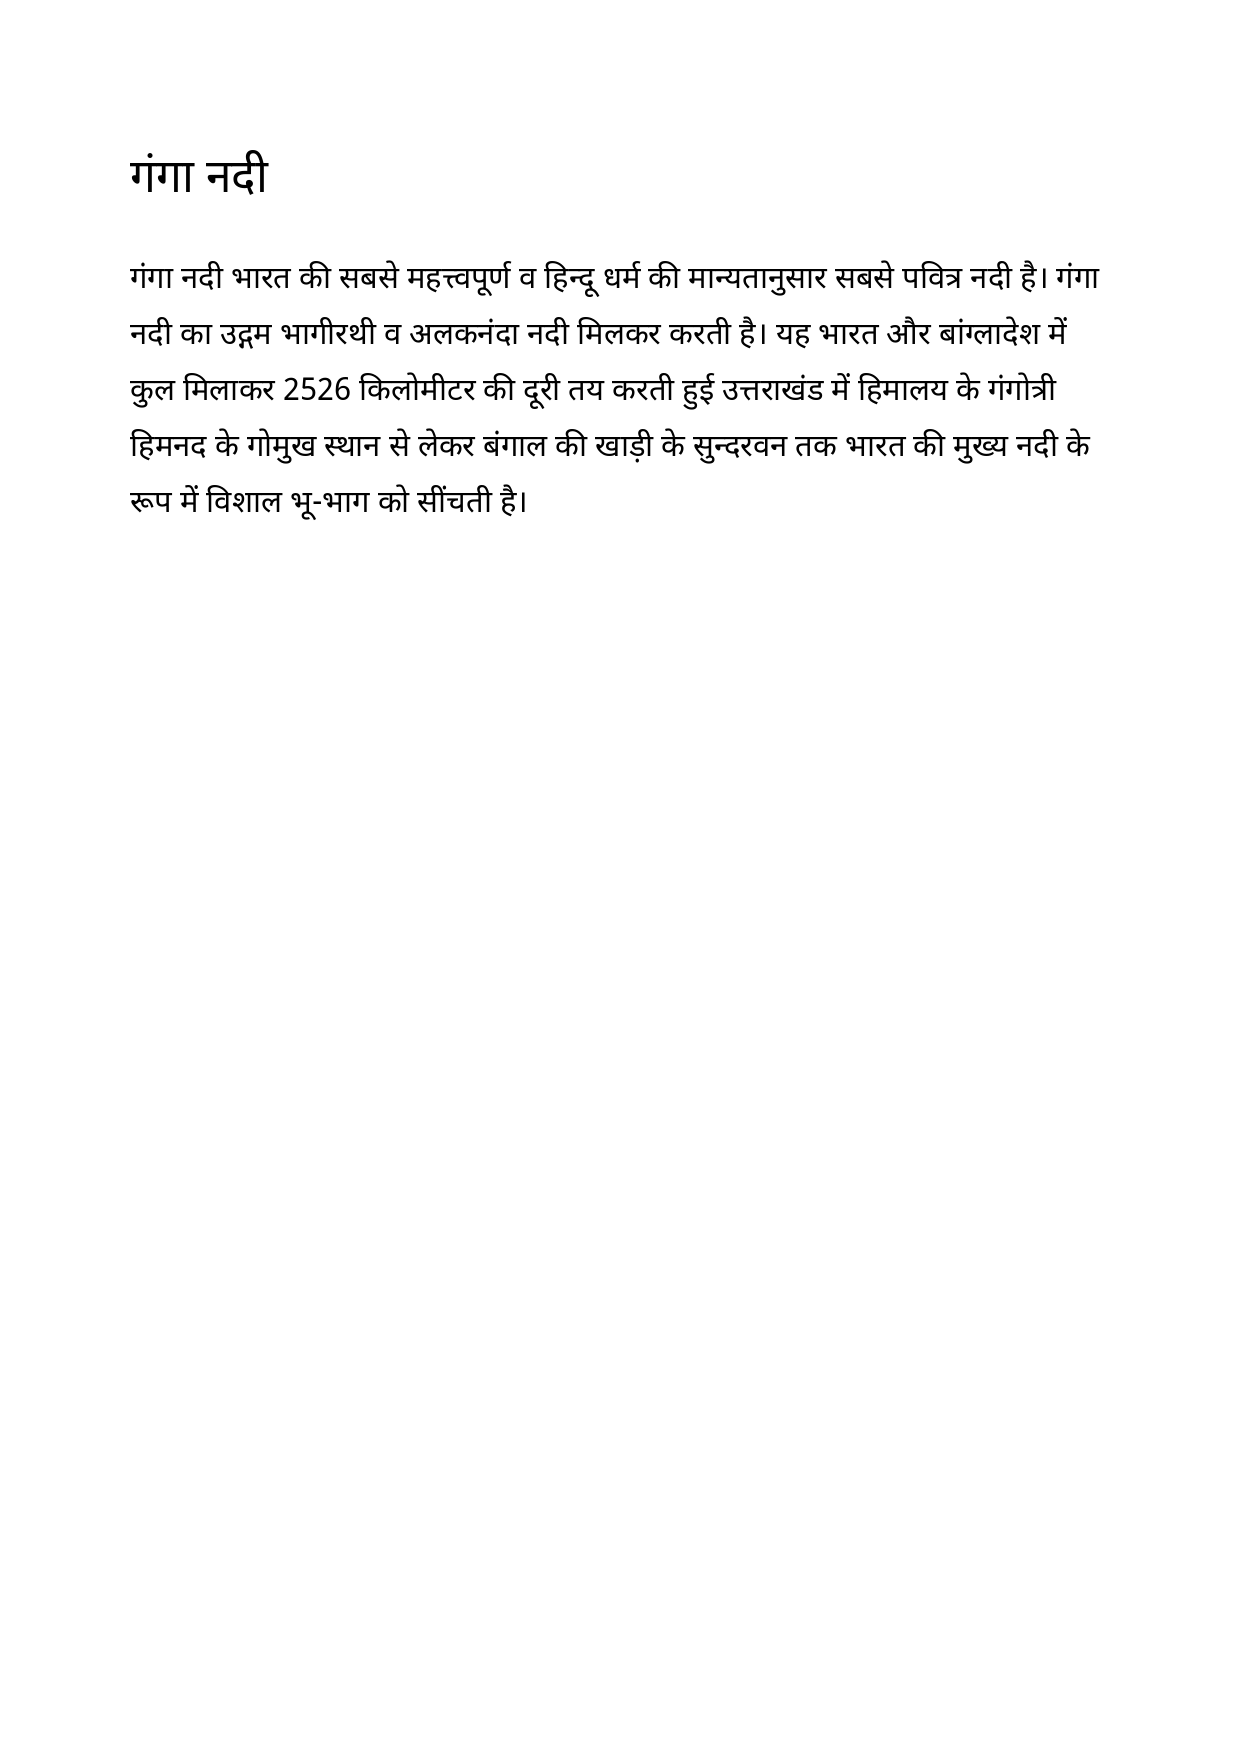 गंगा नदी
गंगा नदी भारत की सबसे महत्त्वपूर्ण व हिन्दू धर्म की मान्यतानुसार सबसे पवित्र नदी है। गंगा
नदी का उद्गम भागीरथी व अलकनंदा नदी मिलकर करती है। यह भारत और बांग्लादेश में
कुल मिलाकर 2526 किलोमीटर की दूरी तय करती हुई उत्तराखंड में हिमालय के गंगोत्री
हिमनद के गोमुख स्थान से लेकर बंगाल की खाड़ी के सुन्दरवन तक भारत की मुख्य नदी के
रूप में विशाल भू-भाग को सींचती है।